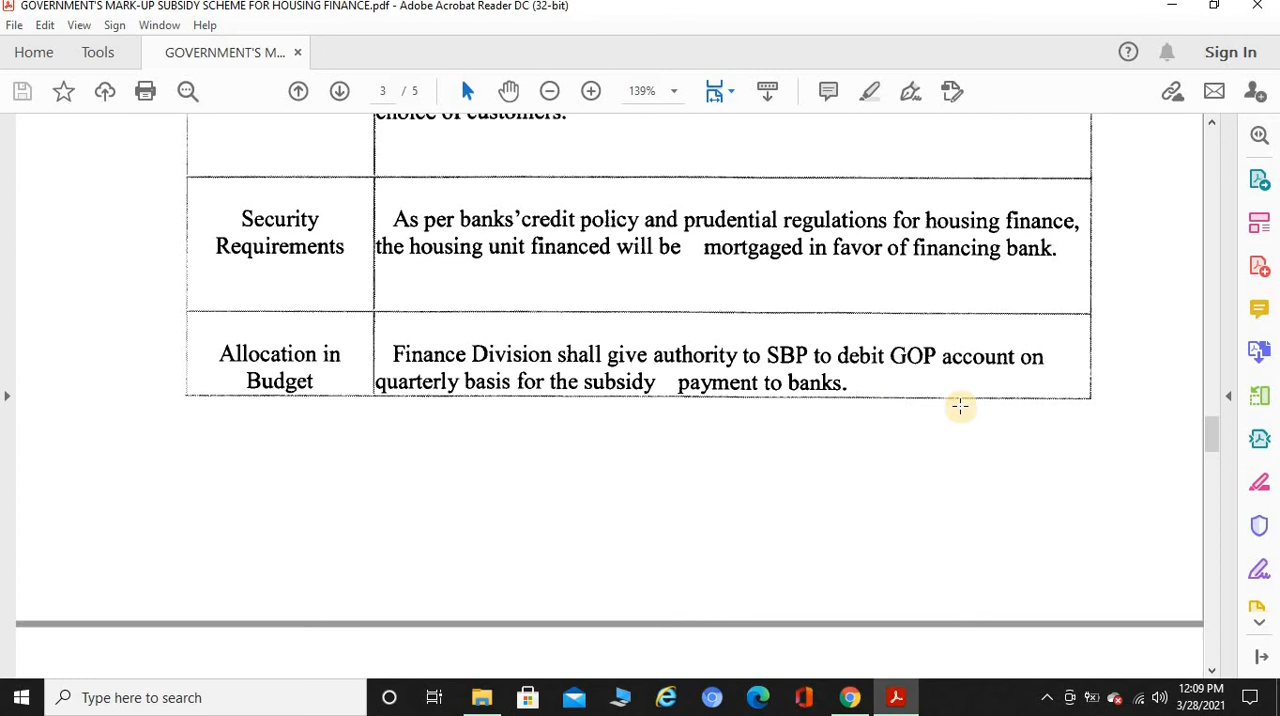 GOVERNMENT'S MARK-UP SUBSIDY SCHEME FOR HOUSING FINANCE.pdf - Adobe Acrobat Reader DC (32-bit)
File Edit View Sign Window Help
Home Tools GOVERNMENT'S M... × Sign In
3 / 5 139%
choice of customers.
Security Requirements
As per banks'credit policy and prudential regulations for housing finance,
the housing unit financed will be mortgaged in favor of financing bank.
Allocation in Budget
Finance Division shall give authority to SBP to debit GOP account on
quarterly basis for the subsidy payment to banks.
Type here to search
12:09 PM
3/28/2021